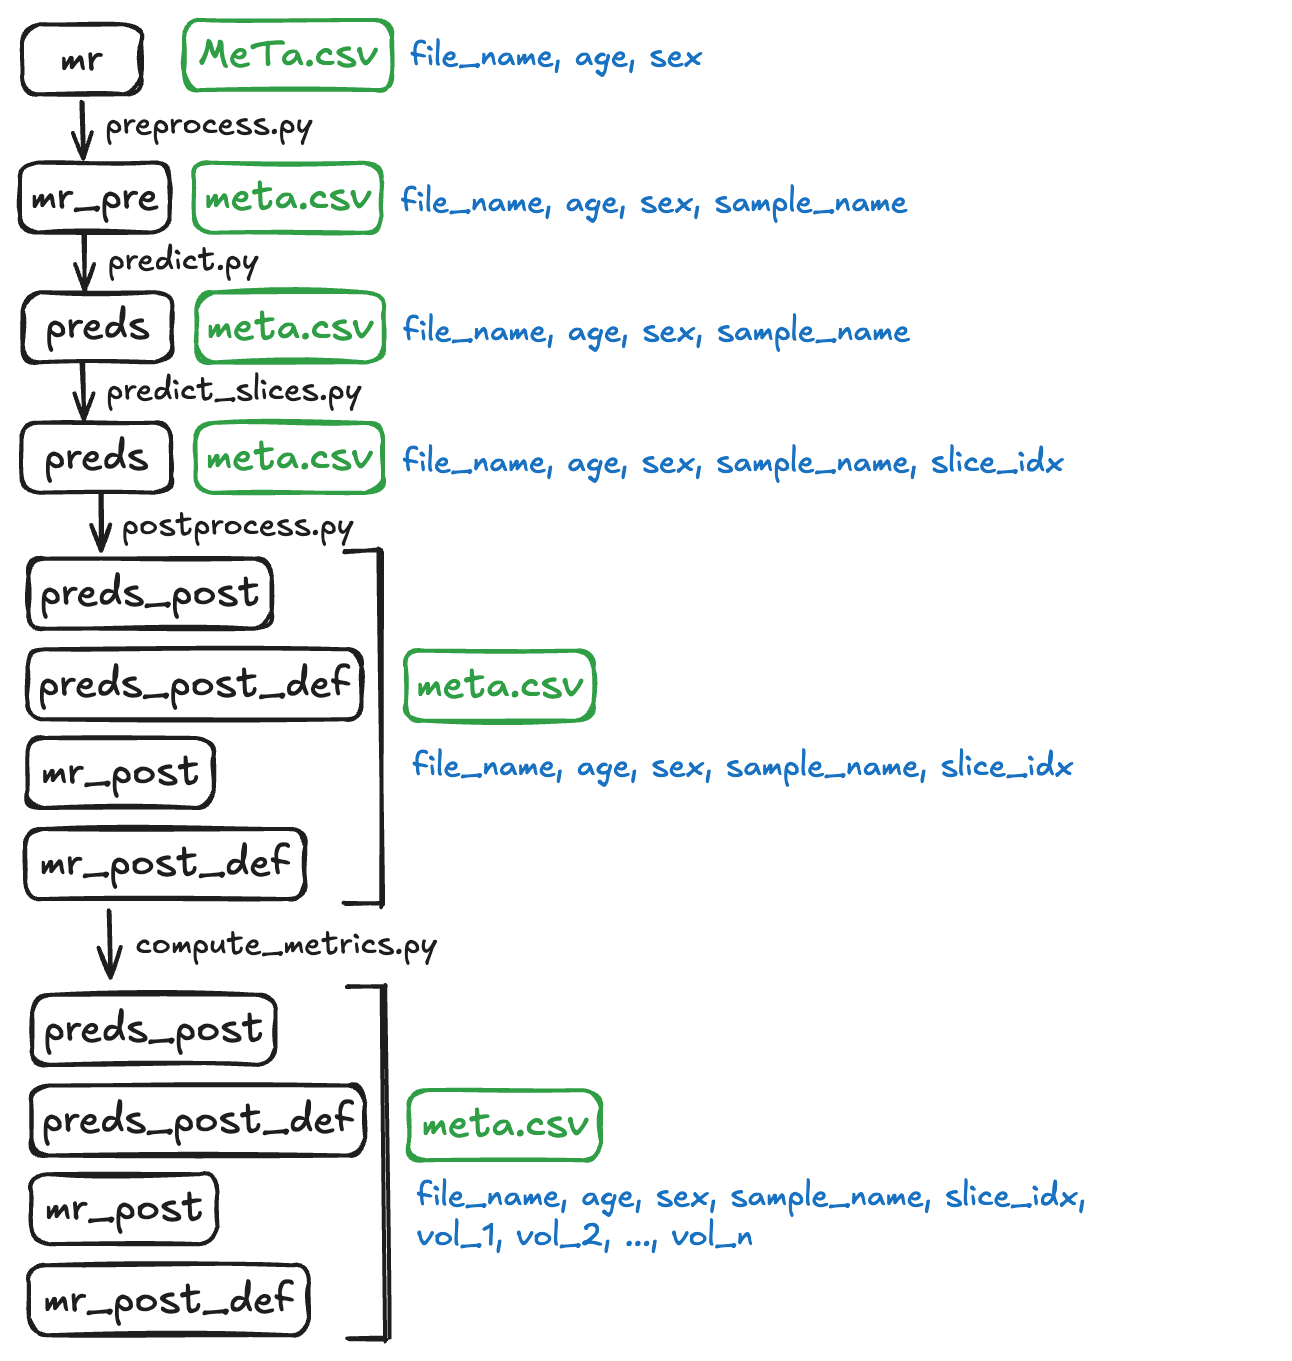 mr MeTa.csv file_name, age, sex
preprocess.py
mr_pre meta.csv file_name, age, sex, sample_name
predict.py
preds meta.csv file_name, age, sex, sample_name
predict_slices.py
preds meta.csv file_name, age, sex, sample_name, slice_idx
postprocess.py
preds_post
preds_post_def
meta.csv
mr_post
file_name, age, sex, sample_name, slice_idx
mr_post_def
compute_metrics.py
preds_post
preds_post_def
meta.csv
mr_post
file_name, age, sex, sample_name, slice_idx,
vol_1, vol_2, ..., vol_n
mr_post_def